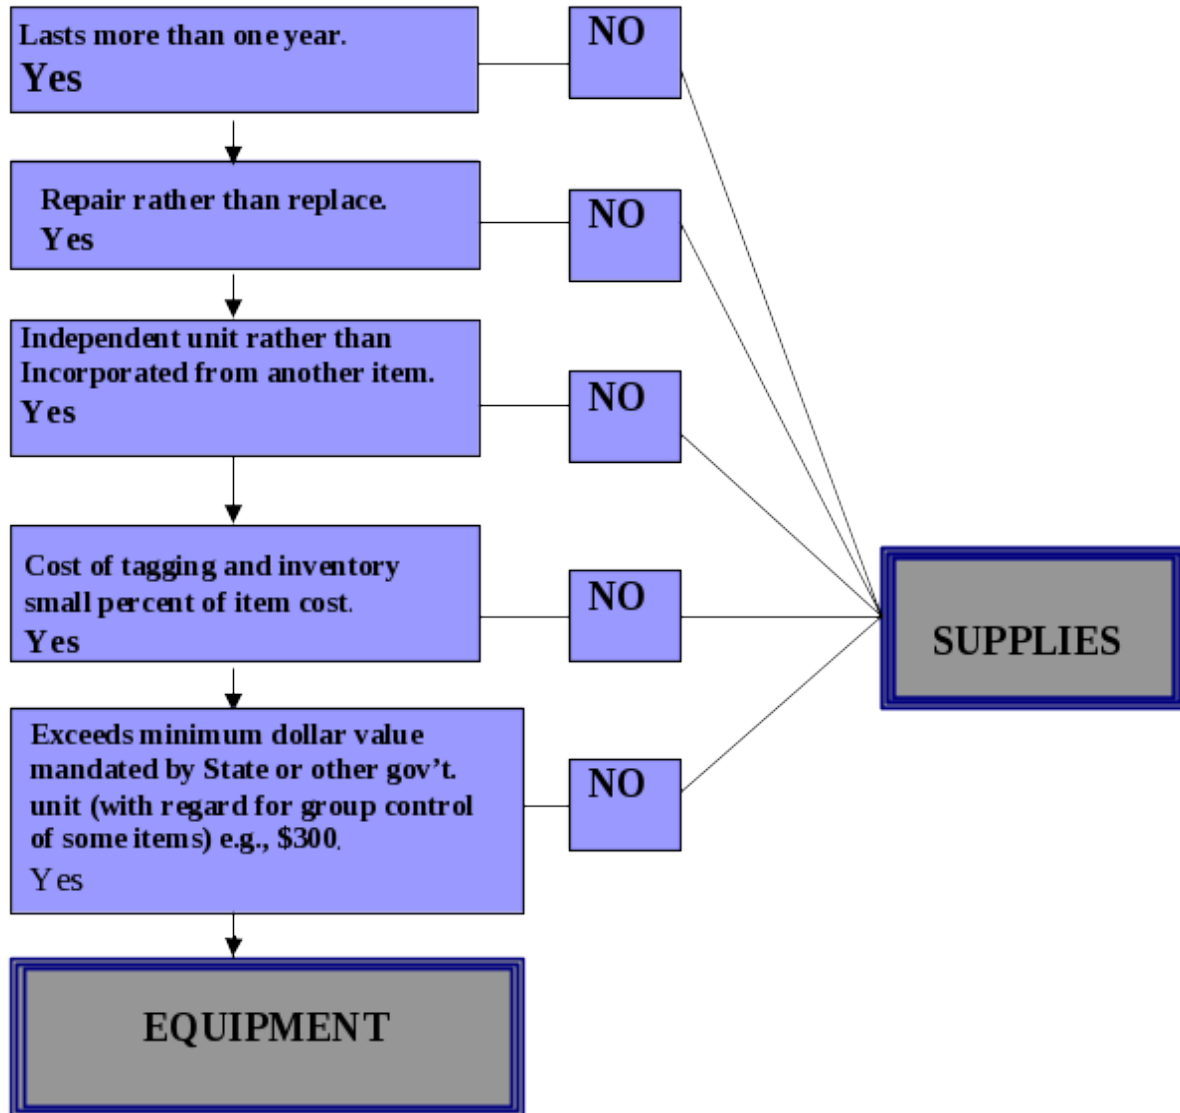 Lasts more than one year.
Yes
NO
Repair rather than replace.
Yes
NO
Independent unit rather than
Incorporated from another item.
Yes
NO
Cost of tagging and inventory
small percent of item cost.
Yes
NO
SUPPLIES
Exceeds minimum dollar value
mandated by State or other gov’t.
unit (with regard for group control
of some items) e.g., $300.
Yes
NO
EQUIPMENT